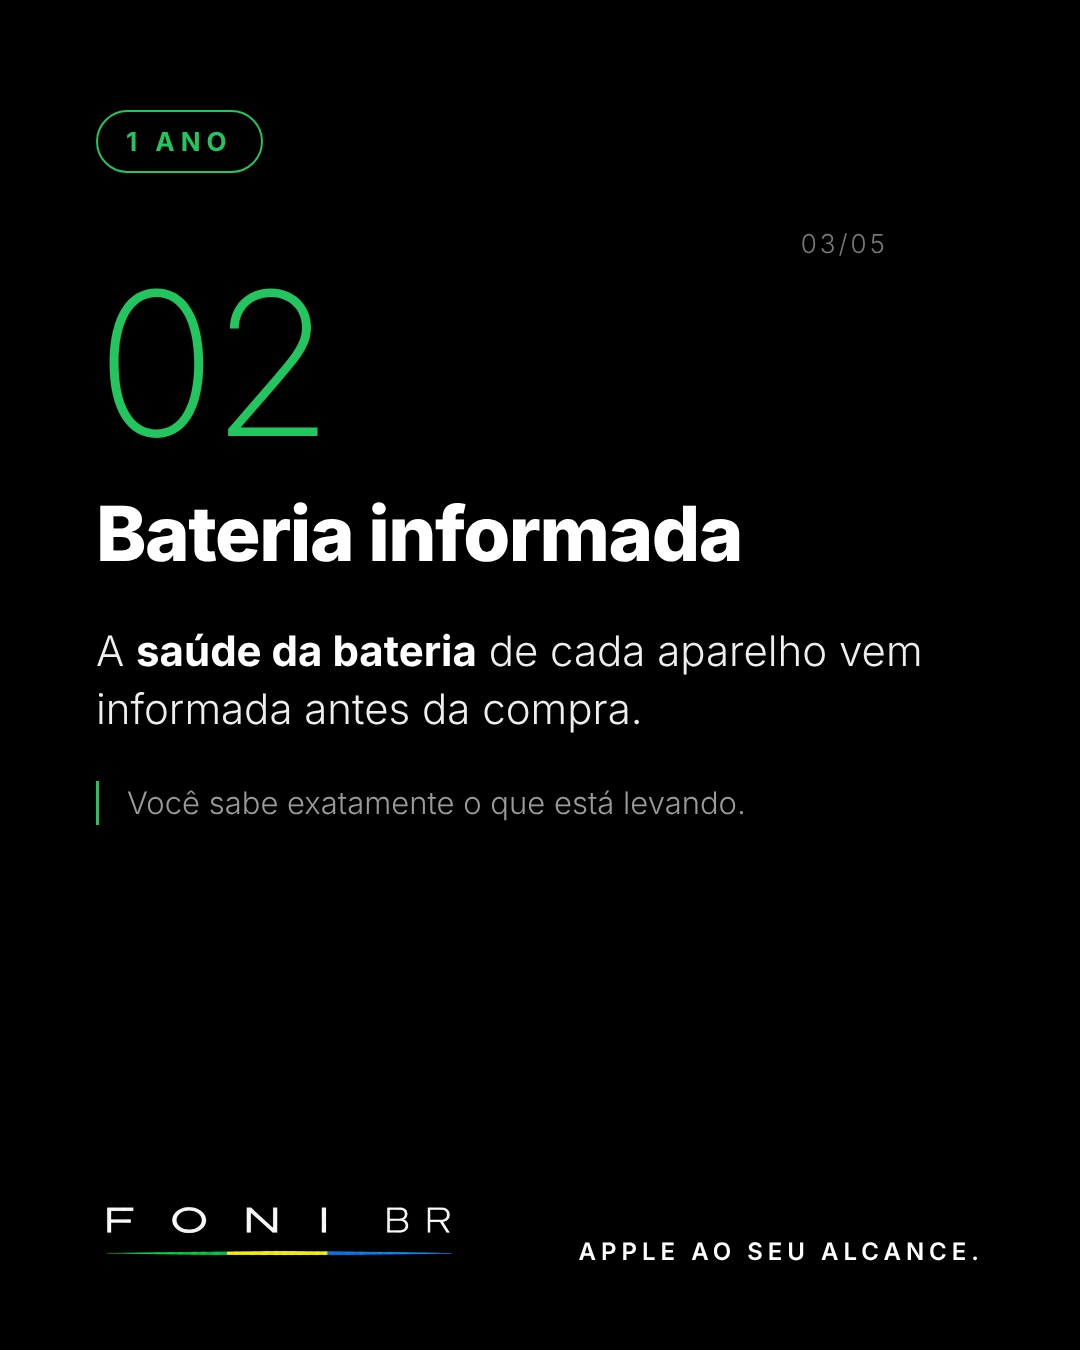 1 ANO
03/05
02
Bateria informada
A saúde da bateria de cada aparelho vem
informada antes da compra.
Você sabe exatamente o que está levando.
FONI BR
APPLE AO SEU ALCANCE.